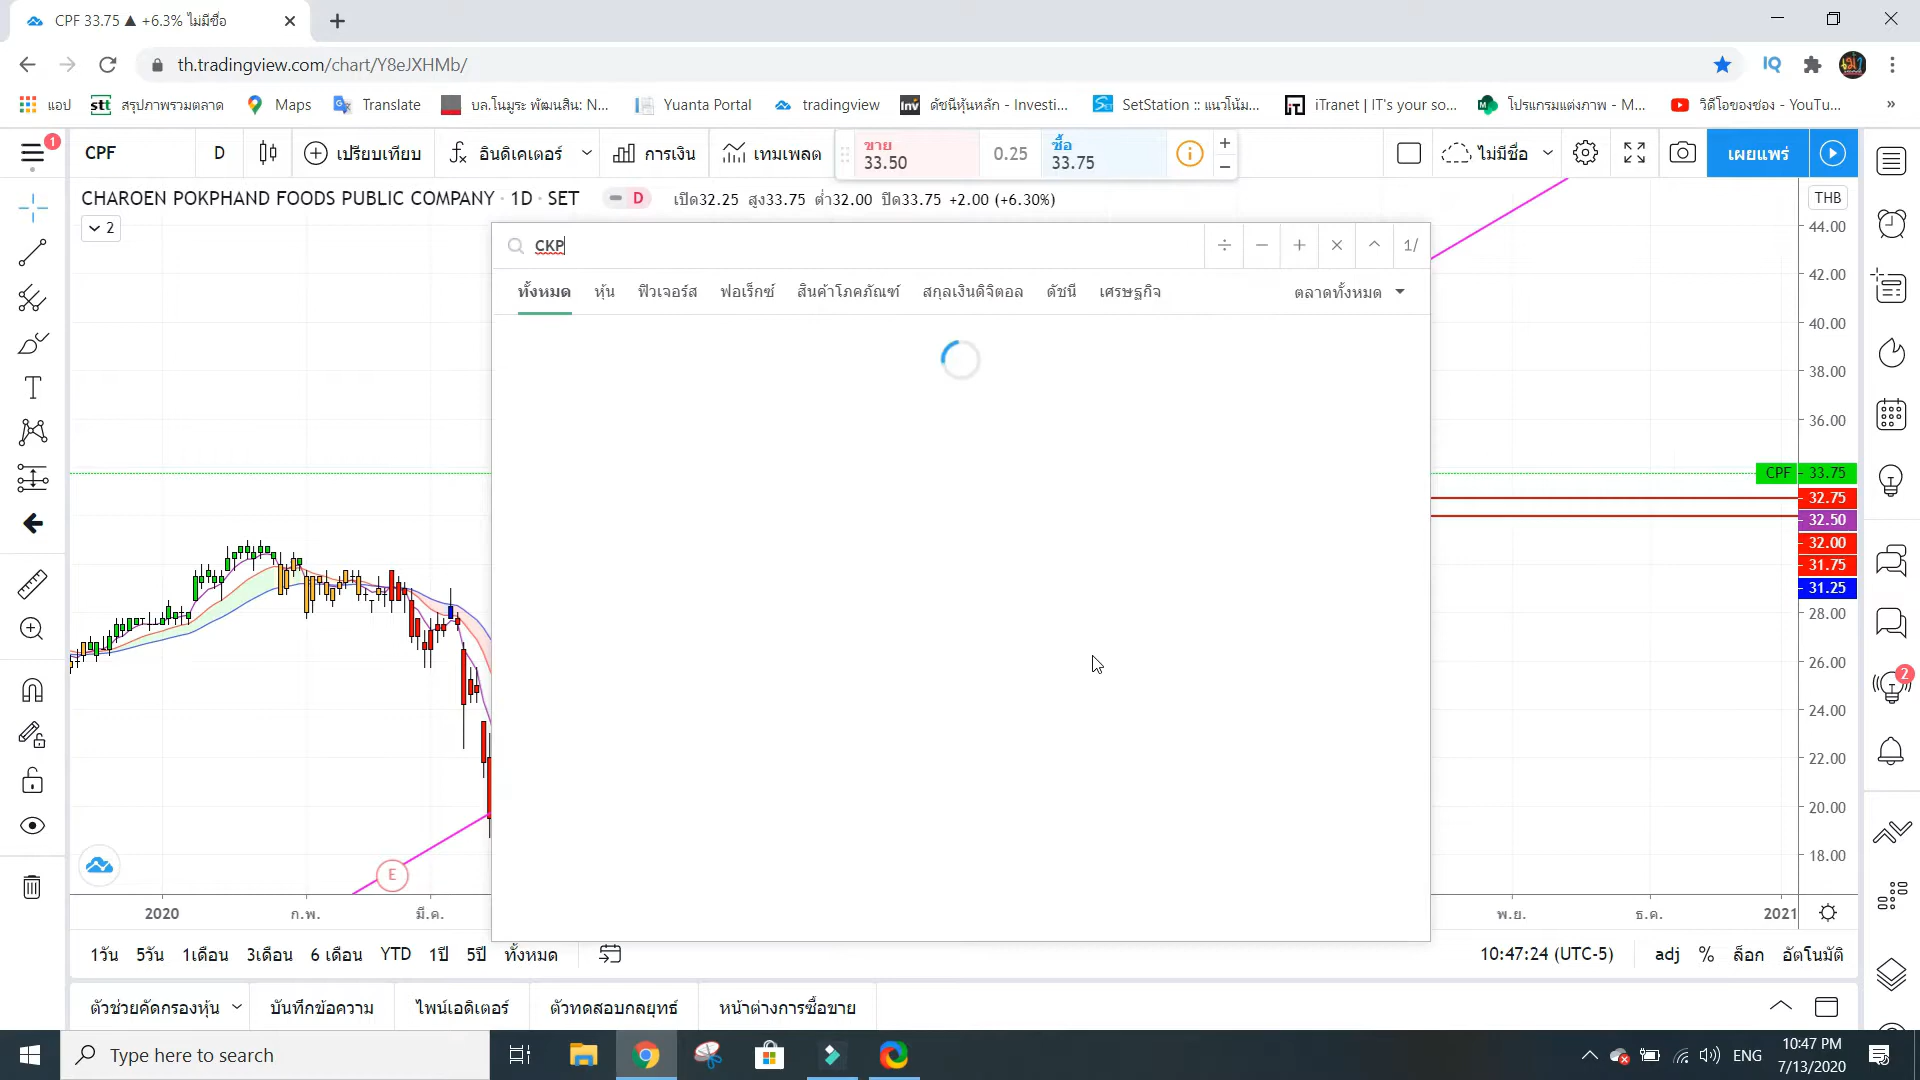 CPF 33.75 ▲ +6.3% ไม่มีชื่อ
th.tradingview.com/chart/Y8eJXHMb/
IQ
แอป
stt สรุปภาพรวมตลาด
Maps
Translate
บล.โนมูระ พัฒนสิน: N...
Yuanta Portal
tradingview
Inv ดัชนีหุ้นหลัก - Investi...
SetStation :: แนวโน้ม...
iTranet | IT's your so...
โปรแกรมแต่งภาพ - M...
วิดีโอของช่อง - YouTu...
»
1
CPF
D
เปรียบเทียบ
อินดิเคเตอร์
การเงิน
เทมเพลต
ขาย
33.50
0.25
ซื้อ
33.75
ไม่มีชื่อ
เผยแพร่
CHAROEN POKPHAND FOODS PUBLIC COMPANY · 1D · SET
D
เปิด32.25 สูง33.75 ต่ำ32.00 ปิด33.75 +2.00 (+6.30%)
THB
2
CKP
÷ − + × ^ 1/
ทั้งหมด หุ้น ฟิวเจอร์ส ฟอเร็กซ์ สินค้าโภคภัณฑ์ สกุลเงินดิจิตอล ดัชนี เศรษฐกิจ
ตลาดทั้งหมด
44.00
42.00
40.00
38.00
36.00
CPF 33.75
32.75
32.50
32.00
31.75
31.25
28.00
26.00
24.00
22.00
20.00
18.00
2
E
2020 ก.พ. มี.ค. พ.ย. ธ.ค. 2021
1วัน 5วัน 1เดือน 3เดือน 6 เดือน YTD 1ปี 5ปี ทั้งหมด
10:47:24 (UTC-5)
adj % ล็อก อัตโนมัติ
ตัวช่วยคัดกรองหุ้น
บันทึกข้อความ
ไพน์เอดิเตอร์
ตัวทดสอบกลยุทธ์
หน้าต่างการซื้อขาย
Type here to search
ENG
10:47 PM
7/13/2020